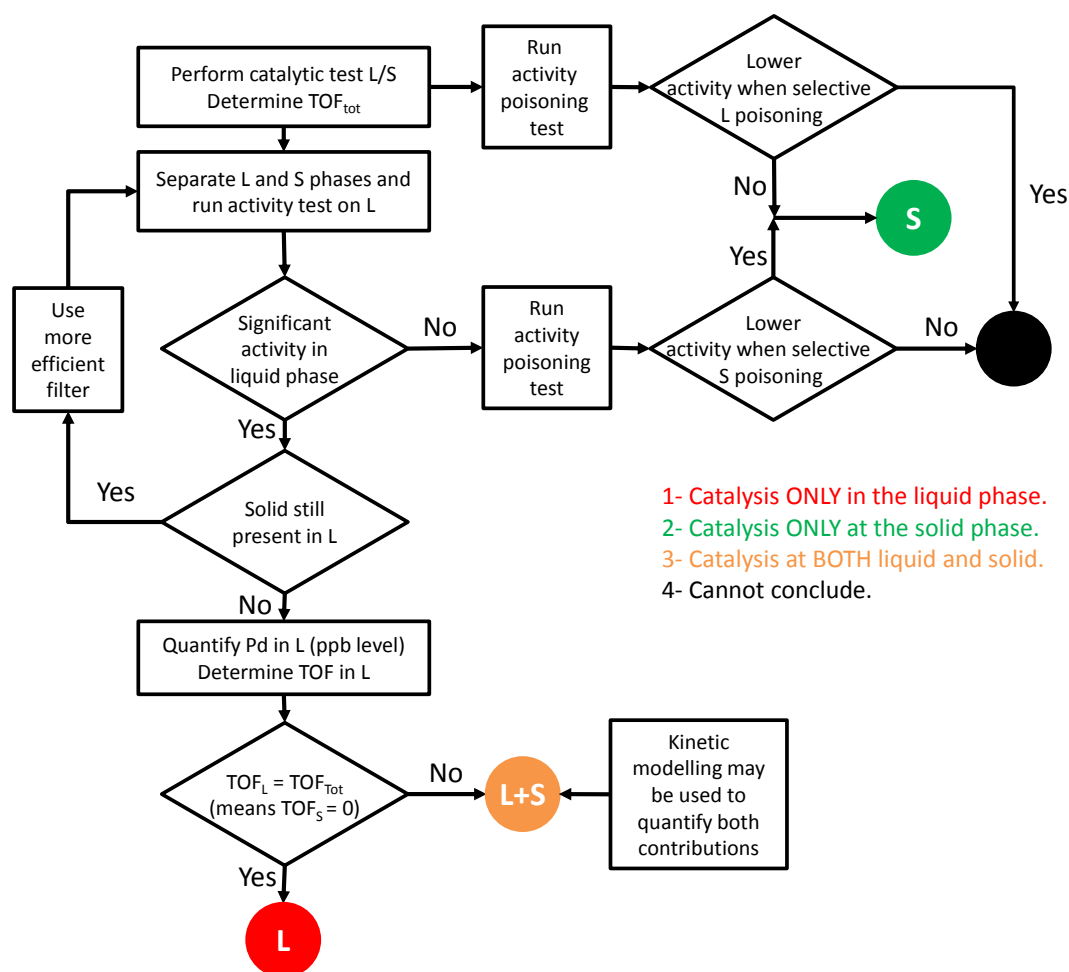 Perform catalytic test L/S
Determine TOFtot
Run
activity
poisoning
test
Lower
activity when selective
L poisoning
Separate L and S phases and
run activity test on L
No
S
Yes
Yes
Use
more
efficient
filter
Significant
activity in
liquid phase
No
Run
activity
poisoning
test
Lower
activity when selective
S poisoning
No
Yes
Yes
Solid still
present in L
1- Catalysis ONLY in the liquid phase.
2- Catalysis ONLY at the solid phase.
3- Catalysis at BOTH liquid and solid.
4- Cannot conclude.
No
Quantify Pd in L (ppb level)
Determine TOF in L
TOFL = TOFTot
(means TOFS = 0)
No
L+S
Kinetic
modelling may
be used to
quantify both
contributions
Yes
L